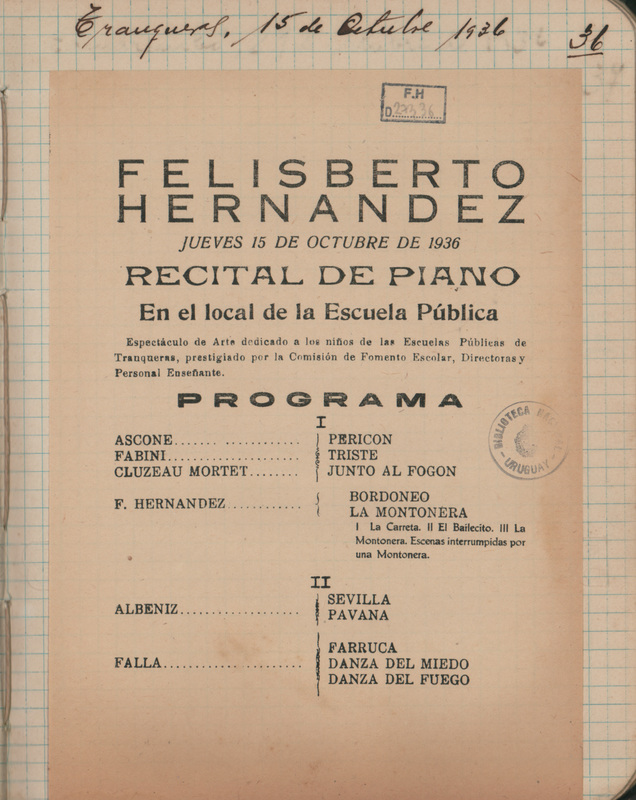 Tranqueras, 15 de Octubre 1936
36
F.H
D.2733.6
FELISBERTO
HERNANDEZ
JUEVES 15 DE OCTUBRE DE 1936
RECITAL DE PIANO
En el local de la Escuela Pública
Espectáculo de Arte dedicado a los niños de las Escuelas Públicas de
Tranqueras, prestigiado por la Comisión de Fomento Escolar, Directoras y
Personal Enseñante.
PROGRAMA
I
ASCONE....... ............ PERICON
FABINI...................... TRISTE
CLUZEAU MORTET........ JUNTO AL FOGON
F. HERNANDEZ........... BORDONEO
LA MONTONERA
I La Carreta. II El Bailecito. III La
Montonera. Escenas interrumpidas por
una Montonera.
BIBLIOTECA
URUGUAY
II
ALBENIZ................... SEVILLA
PAVANA
FALLA...................... FARRUCA
DANZA DEL MIEDO
DANZA DEL FUEGO